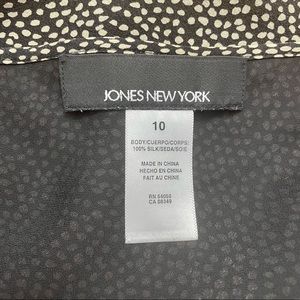 JONES NEW YORK
10
BODY/CUERPO/CORPS:
100% SILK/SEDA/SOIE
MADE IN CHINA
HECHO EN CHINA
FAIT AU CHINE
RN 54050
CA 08349